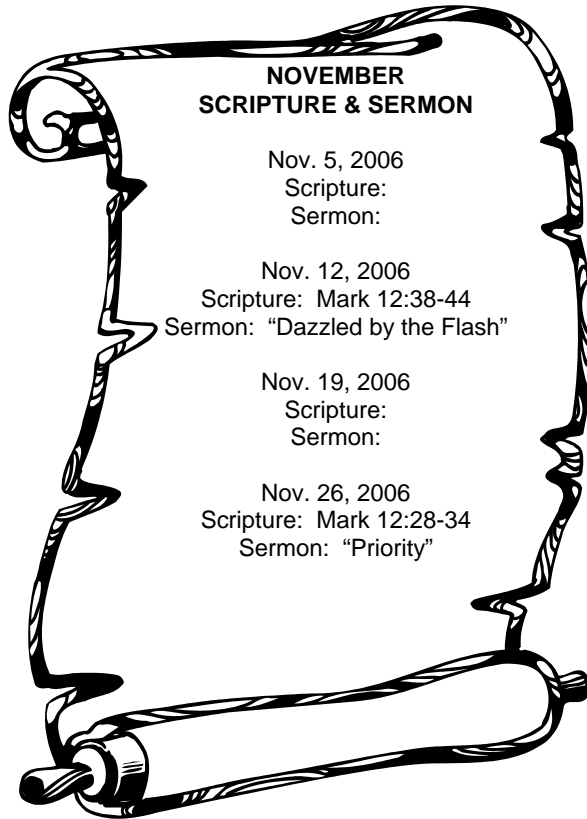 NOVEMBER
SCRIPTURE & SERMON
Nov. 5, 2006
Scripture:
Sermon:
Nov. 12, 2006
Scripture:  Mark 12:38-44
Sermon:  “Dazzled by the Flash”
Nov. 19, 2006
Scripture:
Sermon:
Nov. 26, 2006
Scripture:  Mark 12:28-34
Sermon:  “Priority”